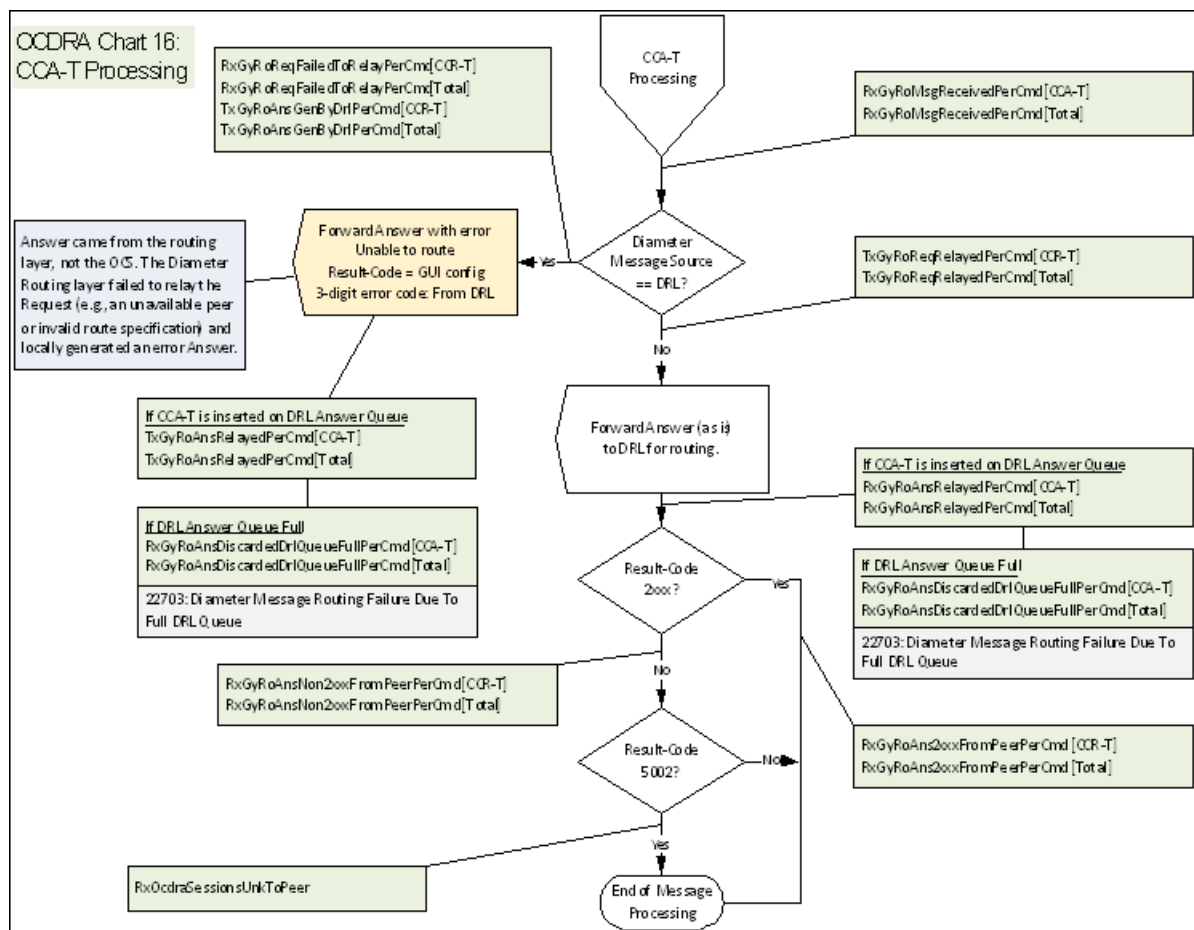 OCDRA Chart 16:
CCA-T Processing
RxGyRoReqFailedToRelayPerCmd[CCR-T]
RxGyRoReqFailedToRelayPerCmd[Total]
TxGyRoAnsGenByDrlPerCmd[CCR-T]
TxGyRoAnsGenByDrlPerCmd[Total]
CCA-T
Processing
RxGyRoMsgReceivedPerCmd[CCA-T]
RxGyRoMsgReceivedPerCmd[Total]
Answer came from the routing
layer, not the OCS. The Diameter
Routing layer failed to relay the
Request (e.g., an unavailable peer
or invalid route specification) and
locally generated an error Answer.
Forward Answer with error
Unable to route
Result-Code = GUI config
3-digit error code: From DRL
Yes
Diameter
Message Source
== DRL?
TxGyRoReqRelayedPerCmd[CCR-T]
TxGyRoReqRelayedPerCmd[Total]
No
If CCA-T is inserted on DRL Answer Queue
TxGyRoAnsRelayedPerCmd[CCA-T]
TxGyRoAnsRelayedPerCmd[Total]
Forward Answer (as is)
to DRL for routing.
If CCA-T is inserted on DRL Answer Queue
RxGyRoAnsRelayedPerCmd[CCA-T]
RxGyRoAnsRelayedPerCmd[Total]
If DRL Answer Queue Full
RxGyRoAnsDiscardedDrlQueueFullPerCmd[CCA-T]
RxGyRoAnsDiscardedDrlQueueFullPerCmd[Total]
22703: Diameter Message Routing Failure Due To
Full DRL Queue
Result-Code
2xxx?
Yes
If DRL Answer Queue Full
RxGyRoAnsDiscardedDrlQueueFullPerCmd[CCA-T]
RxGyRoAnsDiscardedDrlQueueFullPerCmd[Total]
22703: Diameter Message Routing Failure Due To
Full DRL Queue
No
RxGyRoAnsNon2xxxFromPeerPerCmd[CCR-T]
RxGyRoAnsNon2xxxFromPeerPerCmd[Total]
Result-Code
5002?
No
RxGyRoAns2xxxFromPeerPerCmd[CCR-T]
RxGyRoAns2xxxFromPeerPerCmd[Total]
Yes
RxOcdraSessionsUnkToPeer
End of Message
Processing